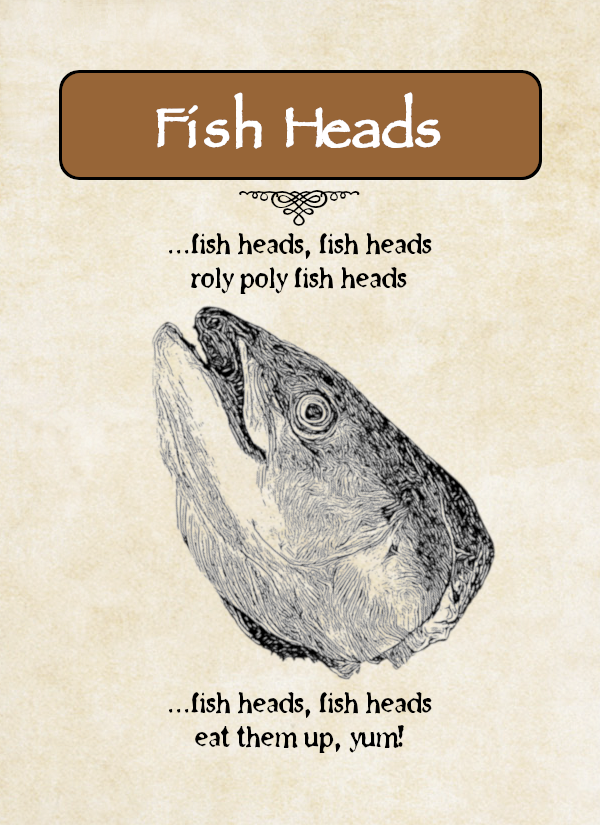 Fish Heads
...fish heads, fish heads
roly poly fish heads
...fish heads, fish heads
eat them up, yum!